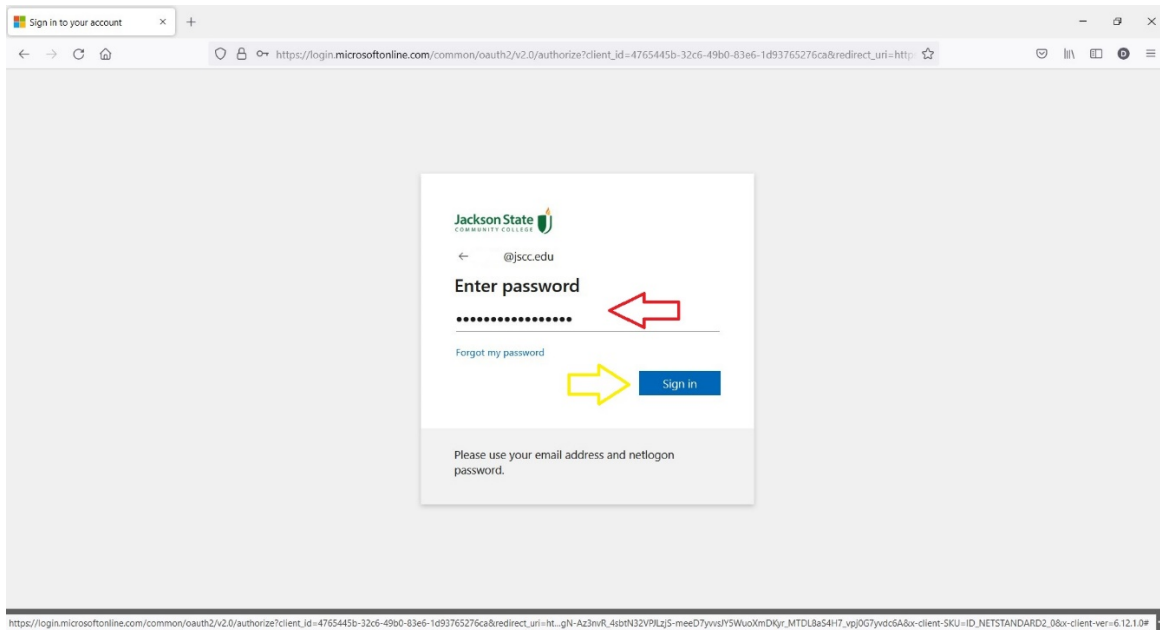 Sign in to your account
https://login.microsoftonline.com/common/oauth2/v2.0/authorize?client_id=4765445b-32c6-49b0-83e6-1d93765276ca&redirect_uri=http
D
Jackson State
COMMUNITY COLLEGE
@jscc.edu
Enter password
Forgot my password
Sign in
Please use your email address and netlogon
password.
https://login.microsoftonline.com/common/oauth2/v2.0/authorize?client_id=4765445b-32c6-49b0-83e6-1d93765276ca&redirect_uri=ht...gN-Az3nvR_4sbtN32VPJLzjS-meeD7yvvsJY5WuoXmDKyr_MTDL8aS4H7_vpj0G7yvdc6A&x-client-SKU=ID_NETSTANDARD2_0&x-client-ver=6.12.1.0#